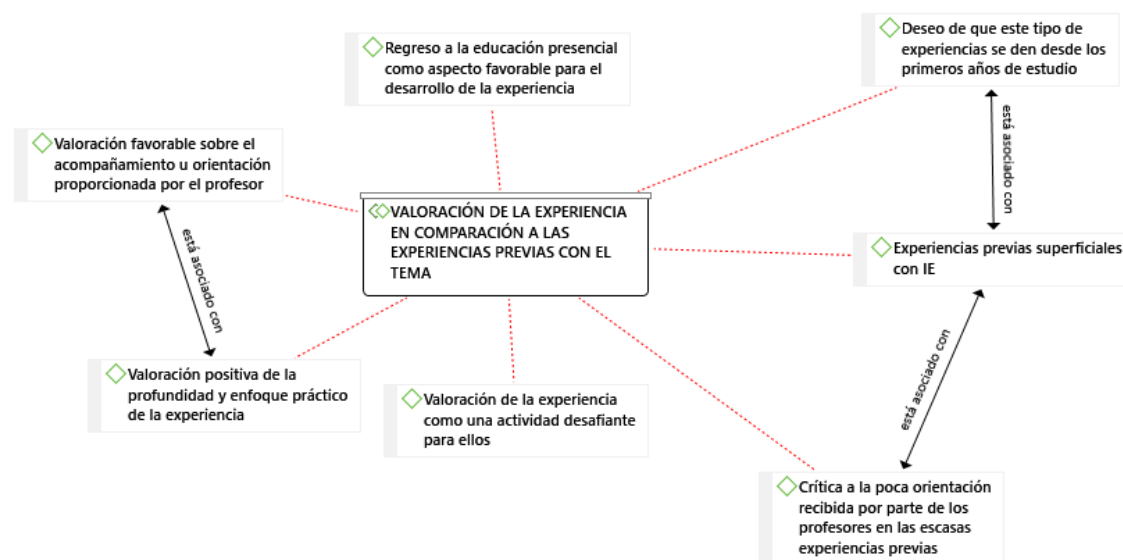 Regreso a la educación presencial
como aspecto favorable para el
desarrollo de la experiencia
Deseo de que este tipo de
experiencias se den desde los
primeros años de estudio
Valoración favorable sobre el
acompañamiento u orientación
proporcionada por el profesor
está asociado con
VALORACIÓN DE LA EXPERIENCIA
EN COMPARACIÓN A LAS
EXPERIENCIAS PREVIAS CON EL
TEMA
Experiencias previas superficiales
con IE
está asociado con
está asociado con
Valoración positiva de la
profundidad y enfoque práctico
de la experiencia
Valoración de la experiencia
como una actividad desafiante
para ellos
Crítica a la poca orientación
recibida por parte de los
profesores en las escasas
experiencias previas